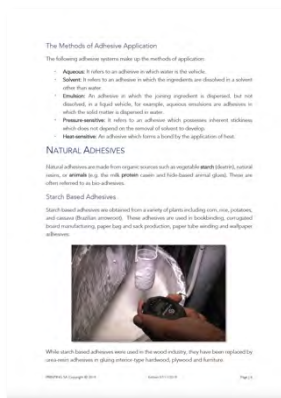 The Methods of Adhesive Application
The following adhesive systems make up the methods of application:
Aqueous: It refers to an adhesive in which water is the vehicle.
Solvent: It refers to an adhesive in which the ingredients are dissolved in a solvent
other than water
Emulsion: An adhesive in which the joining ingredient is dispersed, but not
dissolved, in a liquid vehicle, for example, aqueous emulsions are adhesives in
which the solid matter is dispersed in water.
Pressure-sensitive: It refers to an adhesive which possesses inherent stickiness
which does not depend on the removal of solvent to develop.
Heat-sensitive: An adhesive which forms a bond by the application of heat.
NATURAL ADHESIVES
Natural adhesives are made from organic sources such as vegetable starch (dextrin), natural
resins, or animals (e.g. the milk protein casein and hide-based animal glues). These are
often referred to as bio-adhesives.
Starch Based Adhesives
Starch based adhesives are obtained from a variety of plants including corn, rice, potatoes,
and cassava (Brazilian arrowroot). These adhesives are used in bookbinding, corrugated
board manufacturing, paper bag and sack production, paper tube winding and wallpaper
adhesives.
While starch based adhesives were used in the wood industry, they have been replaced by
urea-resin adhesives in gluing interior-type hardwood, plywood and furniture.
Copyright © 2019